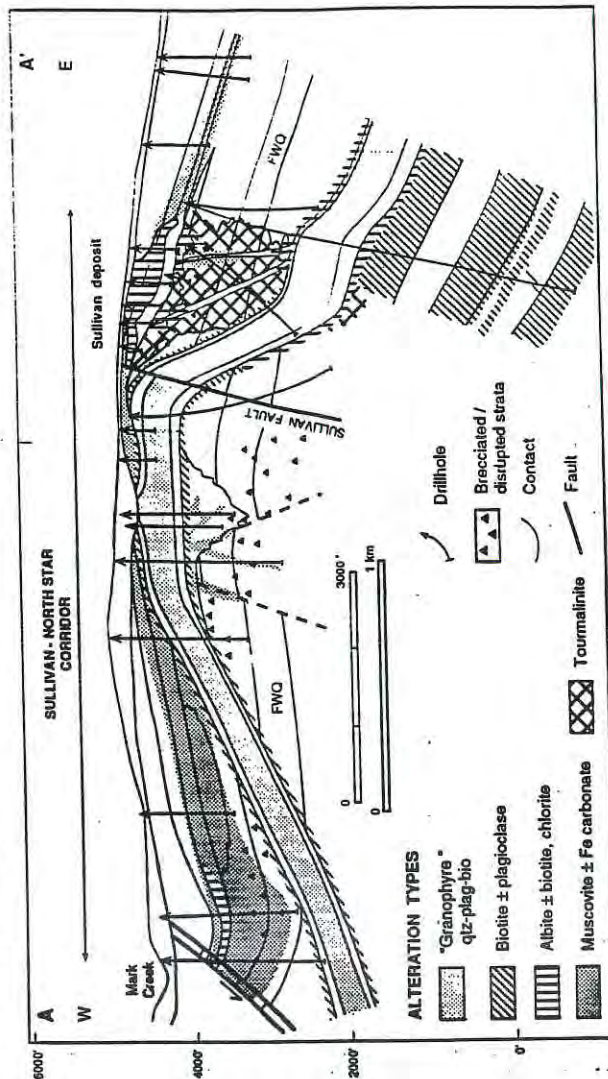 A
A'
W
E
SULLIVAN - NORTH STAR
CORRIDOR
Mark
Creek
Sullivan deposit
6000'
4000'
2000'
0'
FWQ
FWQ
SULLIVAN FAULT
0
3000'
0
1 km
ALTERATION TYPES
"Granophyre"
qtz-plag-bio
Biotite ± plagioclase
Albite ± biotite, chlorite
Muscovite ± Fe carbonate
Tourmalinite
Drillhole
Brecciated /
disrupted strata
Contact
Fault